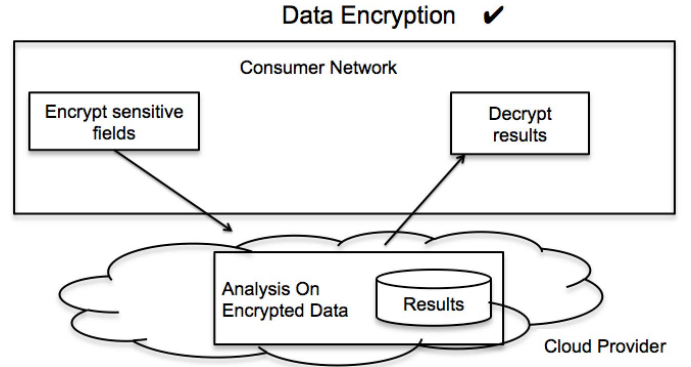 Data Encryption ✔
Consumer Network
Encrypt sensitive
fields
Decrypt
results
Analysis On
Encrypted Data
Results
Cloud Provider